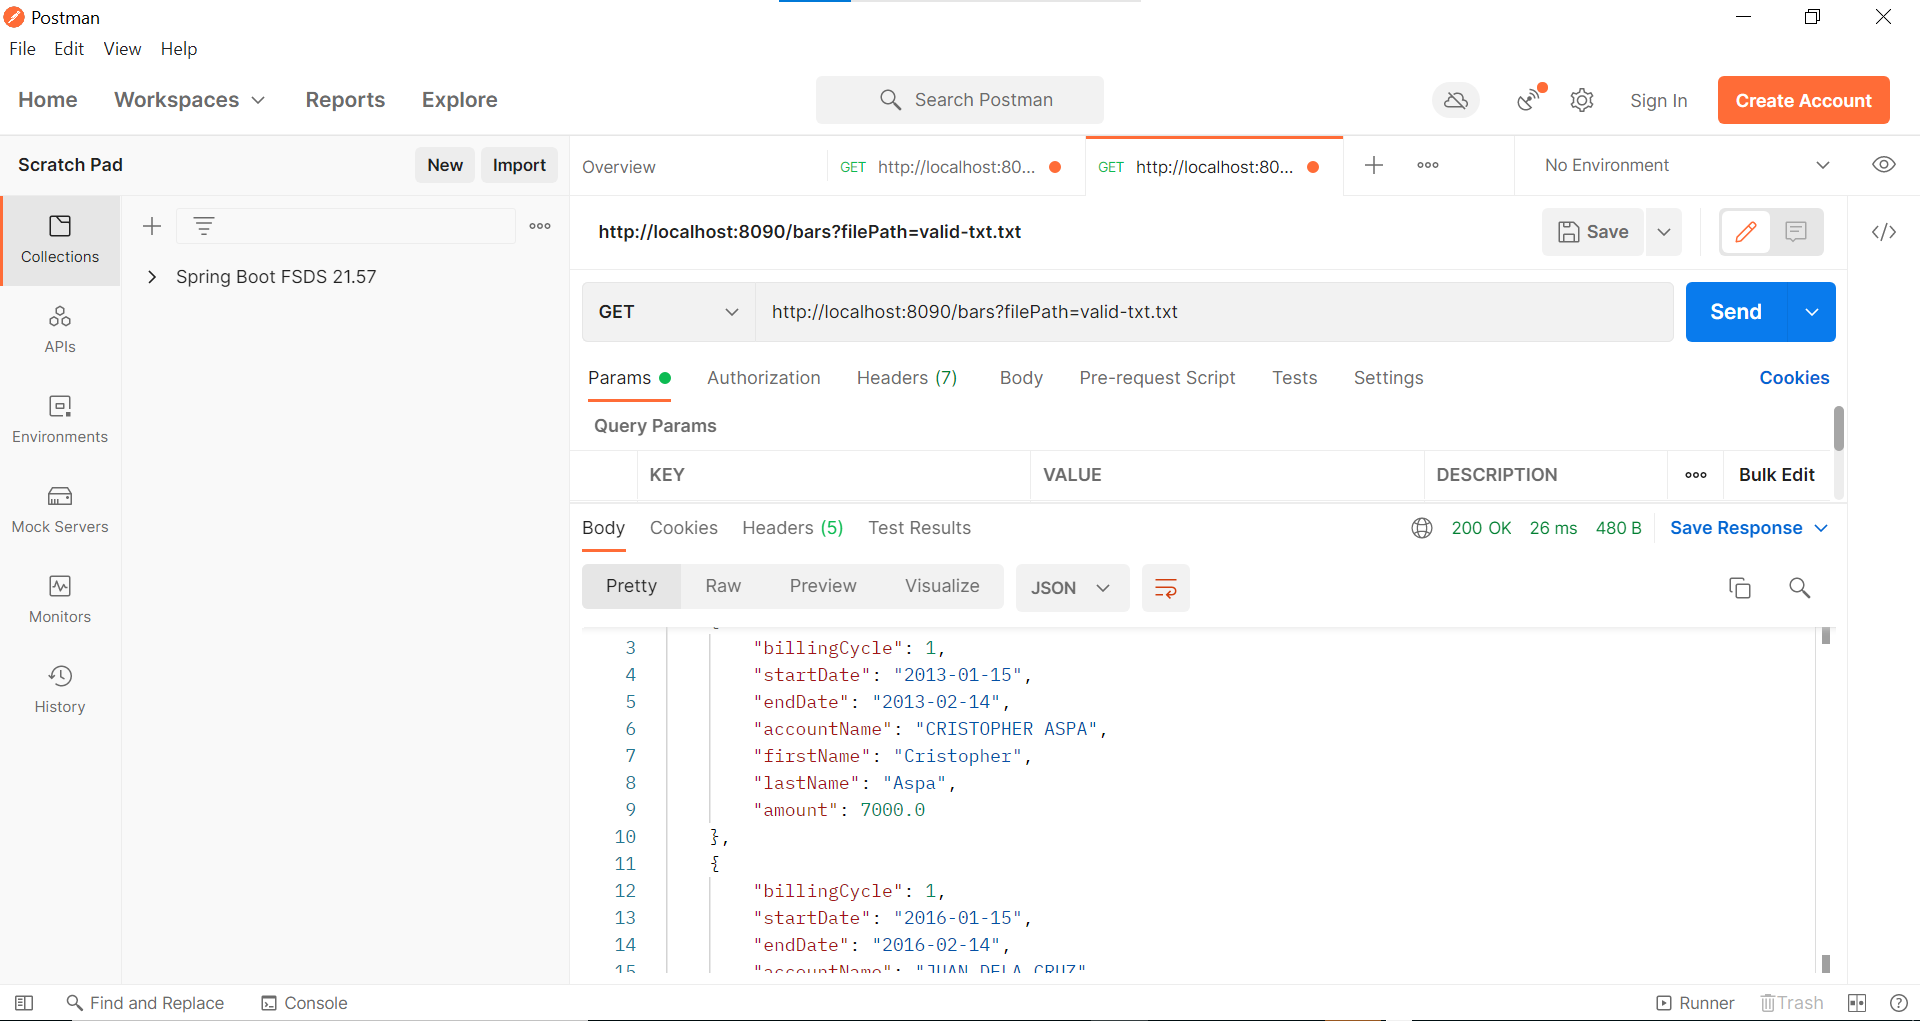 Postman
File Edit View Help
Home Workspaces Reports Explore Search Postman Sign In Create Account
Scratch Pad New Import Overview GET http://localhost:80... GET http://localhost:80... No Environment
Collections
APIs
Environments
Mock Servers
Monitors
History
Spring Boot FSDS 21.57
http://localhost:8090/bars?filePath=valid-txt.txt Save
GET http://localhost:8090/bars?filePath=valid-txt.txt Send
Params Authorization Headers (7) Body Pre-request Script Tests Settings Cookies
Query Params
KEY VALUE DESCRIPTION Bulk Edit
Body Cookies Headers (5) Test Results 200 OK 26 ms 480 B Save Response
Pretty Raw Preview Visualize JSON
3 "billingCycle": 1,
4 "startDate": "2013-01-15",
5 "endDate": "2013-02-14",
6 "accountName": "CRISTOPHER ASPA",
7 "firstName": "Cristopher",
8 "lastName": "Aspa",
9 "amount": 7000.0
10 },
11 {
12 "billingCycle": 1,
13 "startDate": "2016-01-15",
14 "endDate": "2016-02-14",
15 "accountName": "JUAN DELA CRUZ"
Find and Replace Console Runner Trash